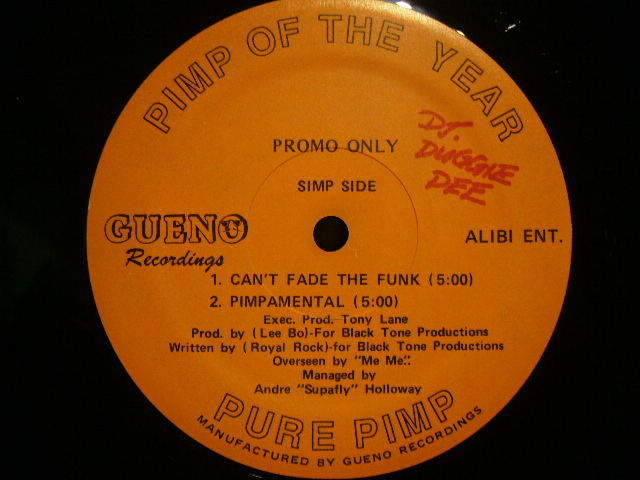 PIMP OF THE YEAR
DJ.
DUGGIE
DEE
PROMO ONLY
SIMP SIDE
GUENO
Recordings
ALIBI ENT.
1. CAN'T FADE THE FUNK (5:00)
2. PIMPAMENTAL (5:00)
Exec. Prod. Tony Lane
Prod. by (Lee Bo)-For Black Tone Productions
Written by (Royal Rock)-for Black Tone Productions
Overseen by "Me Me".
Managed by
Andre "Supafly" Holloway
PURE PIMP
MANUFACTURED BY GUENO RECORDINGS